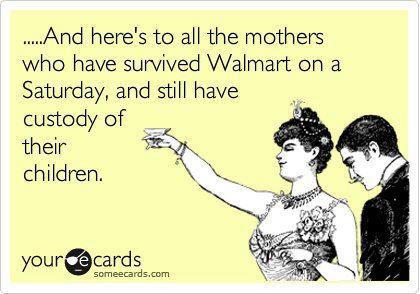 .....And here's to all the mothers
who have survived Walmart on a
Saturday, and still have
custody of
their
children.
your e cards
someecards.com